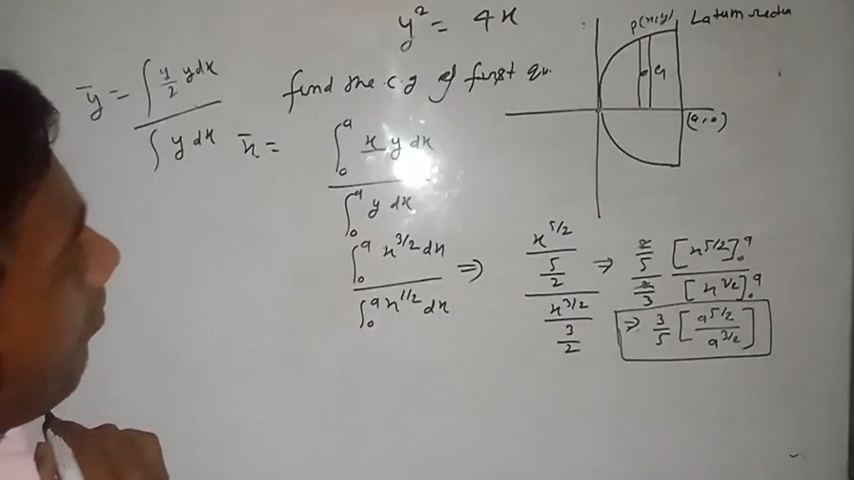 y² = 4x
p(x,y) Latum rectu
find the c.g of first qu.
(a,0)
ȳ = ∫ y/2 y dx / ∫ y dx
x̄ = ∫₀ᵃ x y dx / ∫₀ᵃ y dx
∫₀ᵃ x^3/2 dx / ∫₀ᵃ x^1/2 dx ⇒ (x^5/2 / 5/2) / (x^3/2 / 3/2) ⇒ (2/5 / 2/3) [x^5/2]₀ᵃ / [x^3/2]₀ᵃ
⇒ 3/5 [a^5/2 / a^3/2]